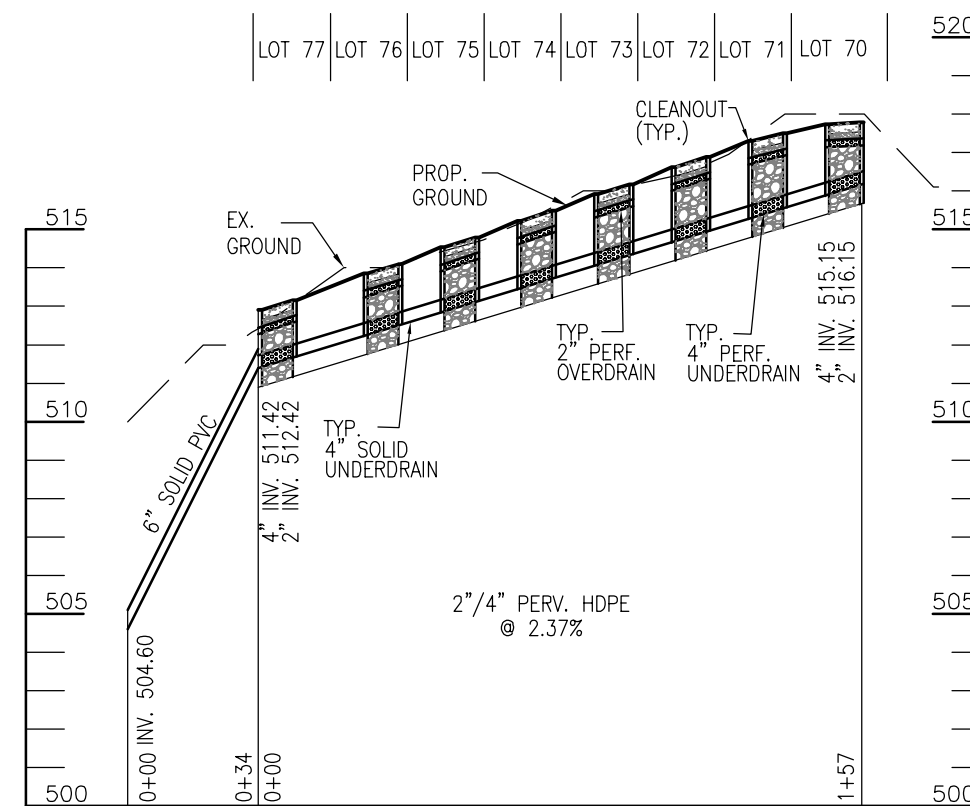 LOT 77 LOT 76 LOT 75 LOT 74 LOT 73 LOT 72 LOT 71 LOT 70
520
CLEANOUT
(TYP.)
PROP.
GROUND
EX.
GROUND
515
515
TYP.
2" PERF.
OVERDRAIN
TYP.
4" PERF.
UNDERDRAIN
4" INV. 515.15
2" INV. 516.15
510
510
TYP.
4" SOLID
UNDERDRAIN
4" INV. 511.42
2" INV. 512.42
6" SOLID PVC
505
505
2"/4" PERV. HDPE
@ 2.37%
0+00 INV. 504.60
0+34
0+00
1+57
500
500